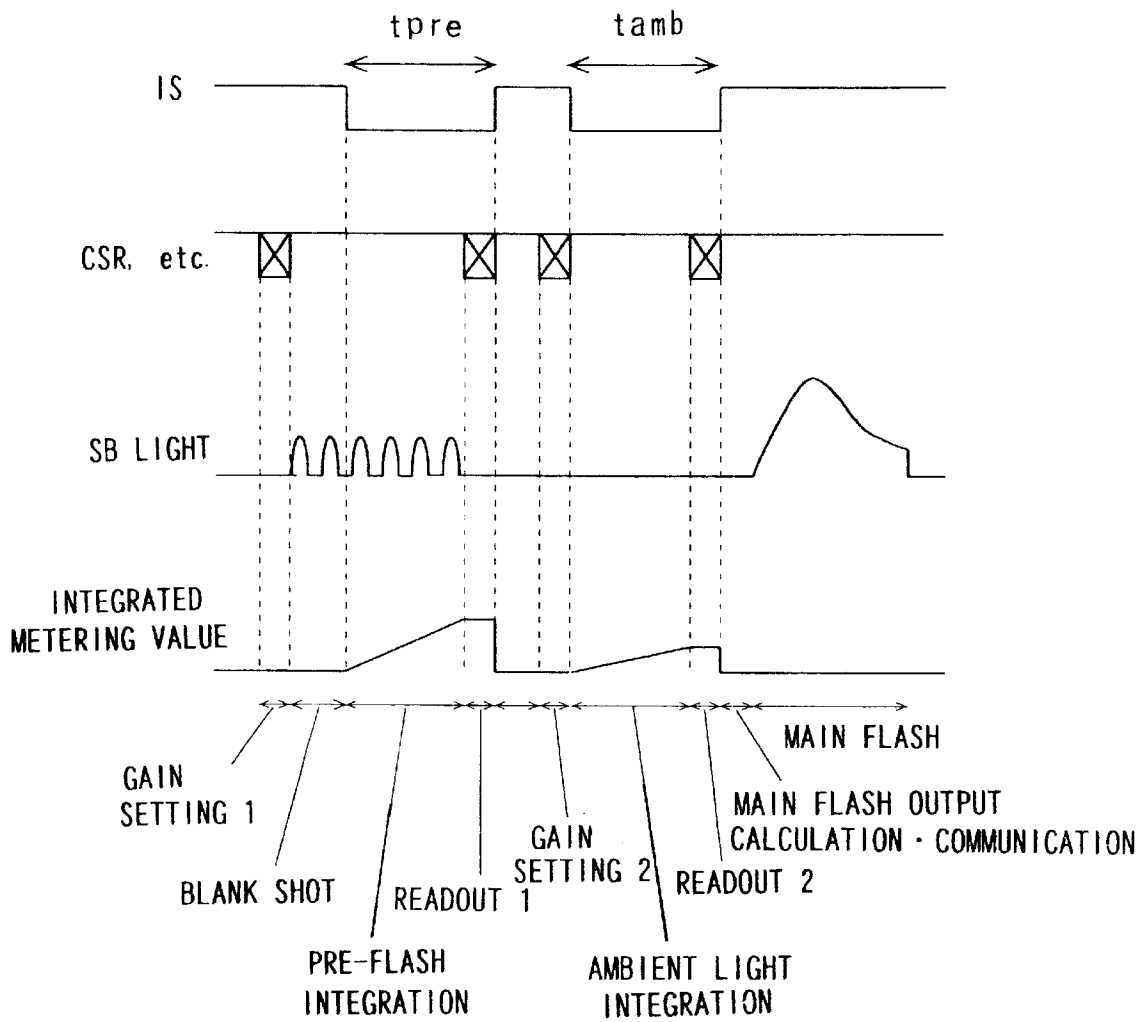 tpre
tamb
IS
CSR, etc.
SB LIGHT
INTEGRATED
METERING VALUE
MAIN FLASH
GAIN
SETTING 1
MAIN FLASH OUTPUT
CALCULATION · COMMUNICATION
GAIN
SETTING 2
BLANK SHOT
READOUT 1
READOUT 2
PRE-FLASH
INTEGRATION
AMBIENT LIGHT
INTEGRATION